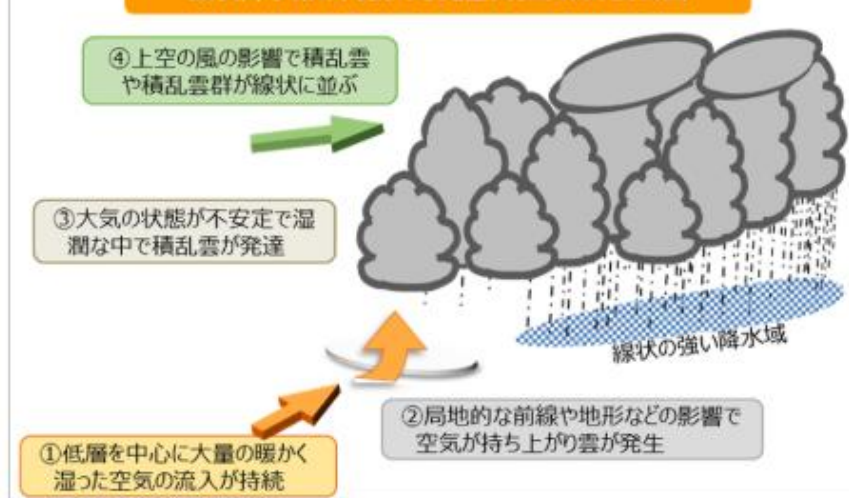 ④上空の風の影響で積乱雲
や積乱雲群が線状に並ぶ
③大気の状態が不安定で湿
潤な中で積乱雲が発達
線状の強い降水域
②局地的な前線や地形などの影響で
空気が持ち上がり雲が発生
①低層を中心に大量の暖かく
湿った空気の流入が持続